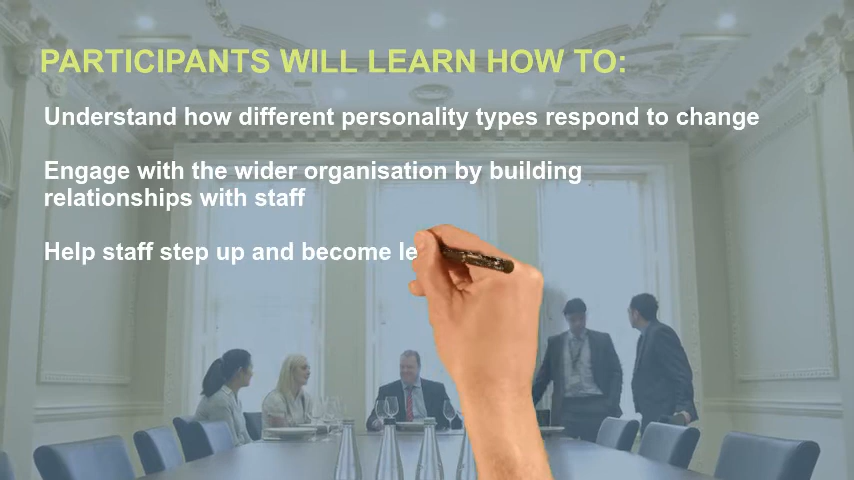 PARTICIPANTS WILL LEARN HOW TO:
Understand how different personality types respond to change
Engage with the wider organisation by building
relationships with staff
Help staff step up and become le